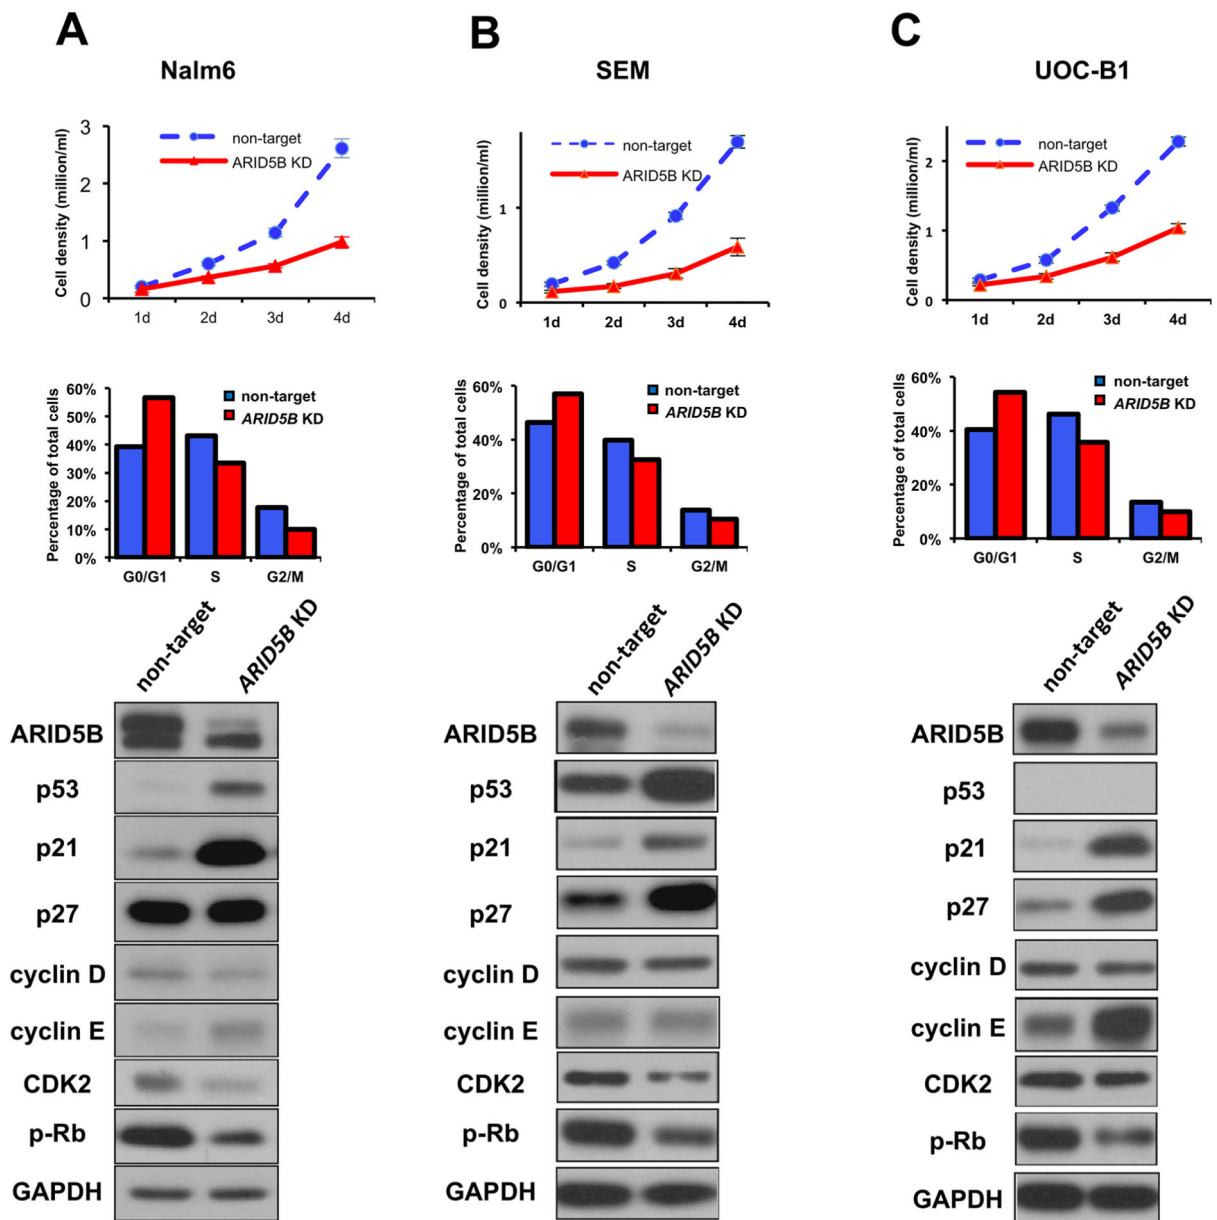 A
Nalm6
Cell density (million/ml)
3
2
1
0
non-target
ARID5B KD
1d 2d 3d 4d
Percentage of total cells
60%
50%
40%
30%
20%
10%
0%
non-target
ARID5B KD
G0/G1 S G2/M
non-target
ARID5B KD
ARID5B
p53
p21
p27
cyclin D
cyclin E
CDK2
p-Rb
GAPDH
B
SEM
Cell density (million/ml)
1
0
non-target
ARID5B KD
1d 2d 3d 4d
Percentage of total cells
60%
40%
20%
0%
non-target
ARID5B KD
G0/G1 S G2/M
non-target
ARID5B KD
ARID5B
p53
p21
p27
cyclin D
cyclin E
CDK2
p-Rb
GAPDH
C
UOC-B1
Cell density (million/ml)
2
1
0
non-target
ARID5B KD
1d 2d 3d 4d
Percentage of total cells
60%
40%
20%
0%
non-target
ARID5B KD
G0/G1 S G2/M
non-target
ARID5B KD
ARID5B
p53
p21
p27
cyclin D
cyclin E
CDK2
p-Rb
GAPDH